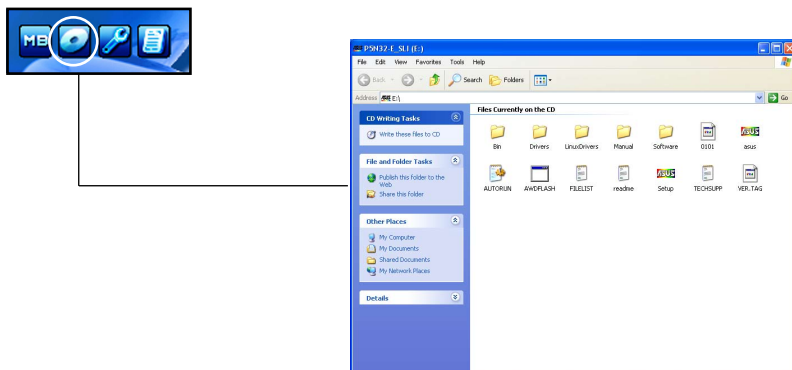 MB
P5N32-E_SLI (E:)
File Edit View Favorites Tools Help
Back Search Folders
Address E:\ Go
Files Currently on the CD
CD Writing Tasks
Write these files to CD
File and Folder Tasks
Publish this folder to the
Web
Share this folder
Other Places
My Computer
My Documents
Shared Documents
My Network Places
Details
Bin Drivers LinuxDrivers Manual Software 0101 asus
AUTORUN AWDFLASH FILELIST readme Setup TECHSUPP VER.TAG